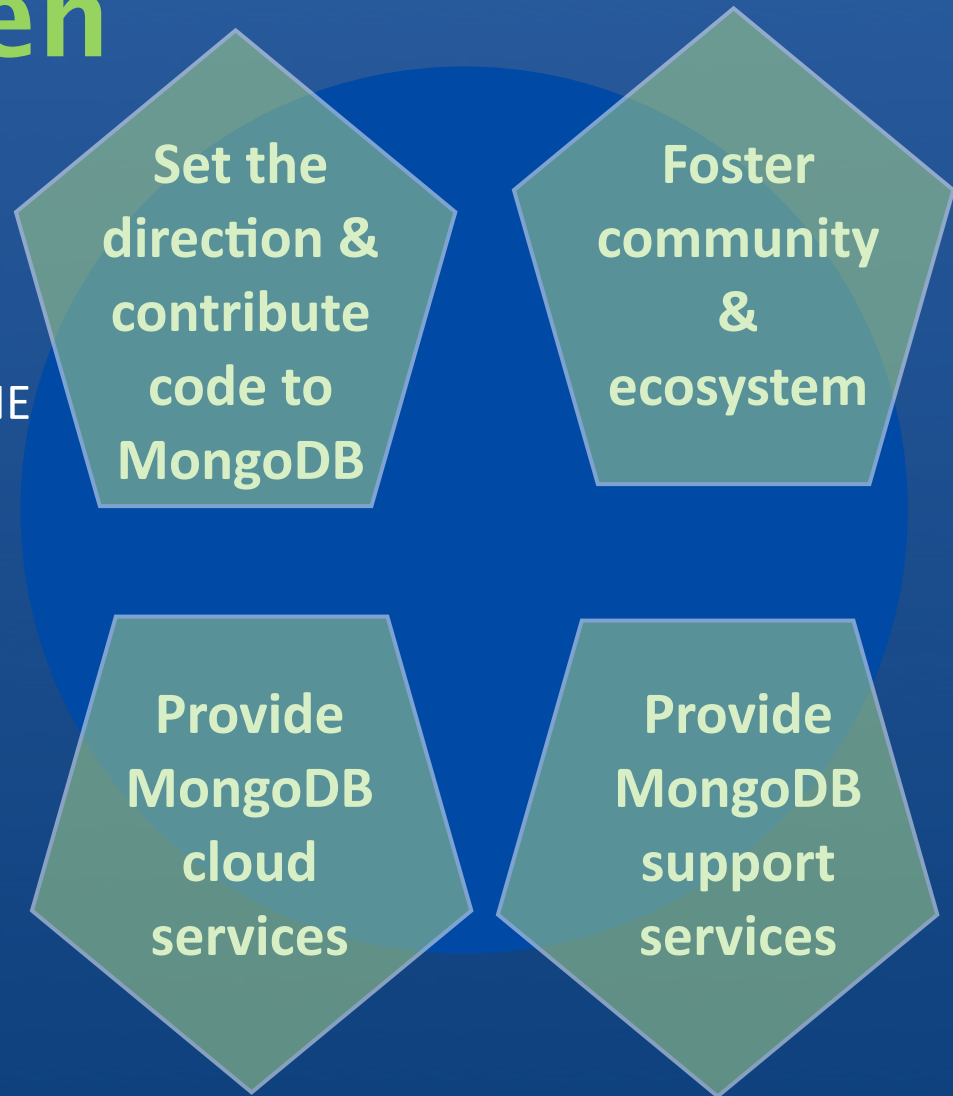 en
Set the
direction &
contribute
code to
MongoDB
Foster
community
&
ecosystem
Provide
MongoDB
cloud
services
Provide
MongoDB
support
services